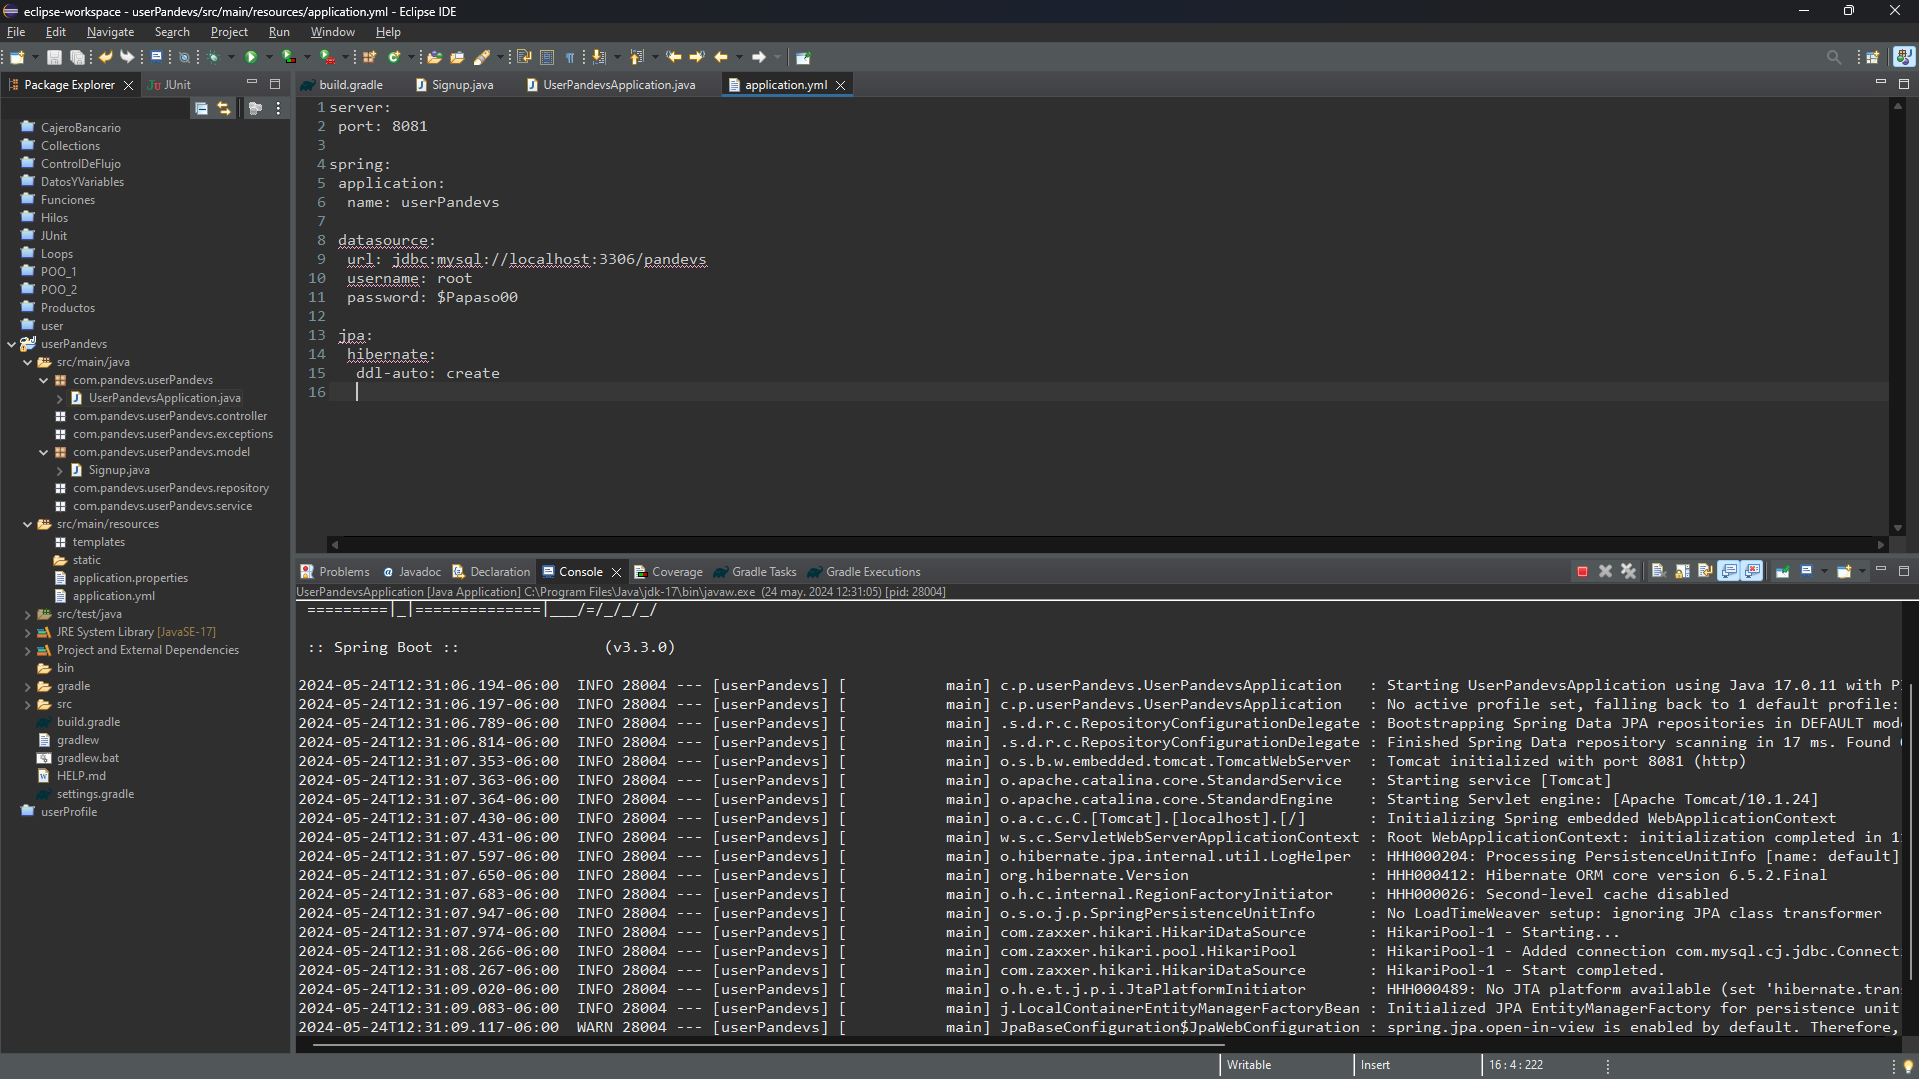 eclipse-workspace - userPandevs/src/main/resources/application.yml - Eclipse IDE
File Edit Navigate Search Project Run Window Help
Package Explorer
JUnit
CajeroBancario
Collections
ControlDeFlujo
DatosYVariables
Funciones
Hilos
JUnit
Loops
POO_1
POO_2
Productos
user
userPandevs
src/main/java
com.pandevs.userPandevs
UserPandevsApplication.java
com.pandevs.userPandevs.controller
com.pandevs.userPandevs.exceptions
com.pandevs.userPandevs.model
Signup.java
com.pandevs.userPandevs.repository
com.pandevs.userPandevs.service
src/main/resources
templates
static
application.properties
application.yml
src/test/java
JRE System Library [JavaSE-17]
Project and External Dependencies
bin
gradle
src
build.gradle
gradlew
gradlew.bat
HELP.md
settings.gradle
userProfile
build.gradle Signup.java UserPandevsApplication.java application.yml
1 server:
2 port: 8081
3
4 spring:
5 application:
6 name: userPandevs
7
8 datasource:
9 url: jdbc:mysql://localhost:3306/pandevs
10 username: root
11 password: $Papaso00
12
13 jpa:
14 hibernate:
15 ddl-auto: create
16
Problems Javadoc Declaration Console Coverage Gradle Tasks Gradle Executions
UserPandevsApplication [Java Application] C:\Program Files\Java\jdk-17\bin\javaw.exe (24 may. 2024 12:31:05) [pid: 28004]
=========|_|==============|___/=/_/_/_/
:: Spring Boot :: (v3.3.0)
2024-05-24T12:31:06.194-06:00 INFO 28004 --- [userPandevs] [ main] c.p.userPandevs.UserPandevsApplication : Starting UserPandevsApplication using Java 17.0.11 with P
2024-05-24T12:31:06.197-06:00 INFO 28004 --- [userPandevs] [ main] c.p.userPandevs.UserPandevsApplication : No active profile set, falling back to 1 default profile:
2024-05-24T12:31:06.789-06:00 INFO 28004 --- [userPandevs] [ main] .s.d.r.c.RepositoryConfigurationDelegate : Bootstrapping Spring Data JPA repositories in DEFAULT mod
2024-05-24T12:31:06.814-06:00 INFO 28004 --- [userPandevs] [ main] .s.d.r.c.RepositoryConfigurationDelegate : Finished Spring Data repository scanning in 17 ms. Found
2024-05-24T12:31:07.353-06:00 INFO 28004 --- [userPandevs] [ main] o.s.b.w.embedded.tomcat.TomcatWebServer : Tomcat initialized with port 8081 (http)
2024-05-24T12:31:07.363-06:00 INFO 28004 --- [userPandevs] [ main] o.apache.catalina.core.StandardService : Starting service [Tomcat]
2024-05-24T12:31:07.364-06:00 INFO 28004 --- [userPandevs] [ main] o.apache.catalina.core.StandardEngine : Starting Servlet engine: [Apache Tomcat/10.1.24]
2024-05-24T12:31:07.430-06:00 INFO 28004 --- [userPandevs] [ main] o.a.c.c.C.[Tomcat].[localhost].[/] : Initializing Spring embedded WebApplicationContext
2024-05-24T12:31:07.431-06:00 INFO 28004 --- [userPandevs] [ main] w.s.c.ServletWebServerApplicationContext : Root WebApplicationContext: initialization completed in 1
2024-05-24T12:31:07.597-06:00 INFO 28004 --- [userPandevs] [ main] o.hibernate.jpa.internal.util.LogHelper : HHH000204: Processing PersistenceUnitInfo [name: default]
2024-05-24T12:31:07.650-06:00 INFO 28004 --- [userPandevs] [ main] org.hibernate.Version : HHH000412: Hibernate ORM core version 6.5.2.Final
2024-05-24T12:31:07.683-06:00 INFO 28004 --- [userPandevs] [ main] o.h.c.internal.RegionFactoryInitiator : HHH000026: Second-level cache disabled
2024-05-24T12:31:07.947-06:00 INFO 28004 --- [userPandevs] [ main] o.s.o.j.p.SpringPersistenceUnitInfo : No LoadTimeWeaver setup: ignoring JPA class transformer
2024-05-24T12:31:07.974-06:00 INFO 28004 --- [userPandevs] [ main] com.zaxxer.hikari.HikariDataSource : HikariPool-1 - Starting...
2024-05-24T12:31:08.266-06:00 INFO 28004 --- [userPandevs] [ main] com.zaxxer.hikari.pool.HikariPool : HikariPool-1 - Added connection com.mysql.cj.jdbc.Connect
2024-05-24T12:31:08.267-06:00 INFO 28004 --- [userPandevs] [ main] com.zaxxer.hikari.HikariDataSource : HikariPool-1 - Start completed.
2024-05-24T12:31:09.020-06:00 INFO 28004 --- [userPandevs] [ main] o.h.e.t.j.p.i.JtaPlatformInitiator : HHH000489: No JTA platform available (set 'hibernate.tran
2024-05-24T12:31:09.083-06:00 INFO 28004 --- [userPandevs] [ main] j.LocalContainerEntityManagerFactoryBean : Initialized JPA EntityManagerFactory for persistence unit
2024-05-24T12:31:09.117-06:00 WARN 28004 --- [userPandevs] [ main] JpaBaseConfiguration$JpaWebConfiguration : spring.jpa.open-in-view is enabled by default. Therefore,
Writable Insert 16 : 4 : 222